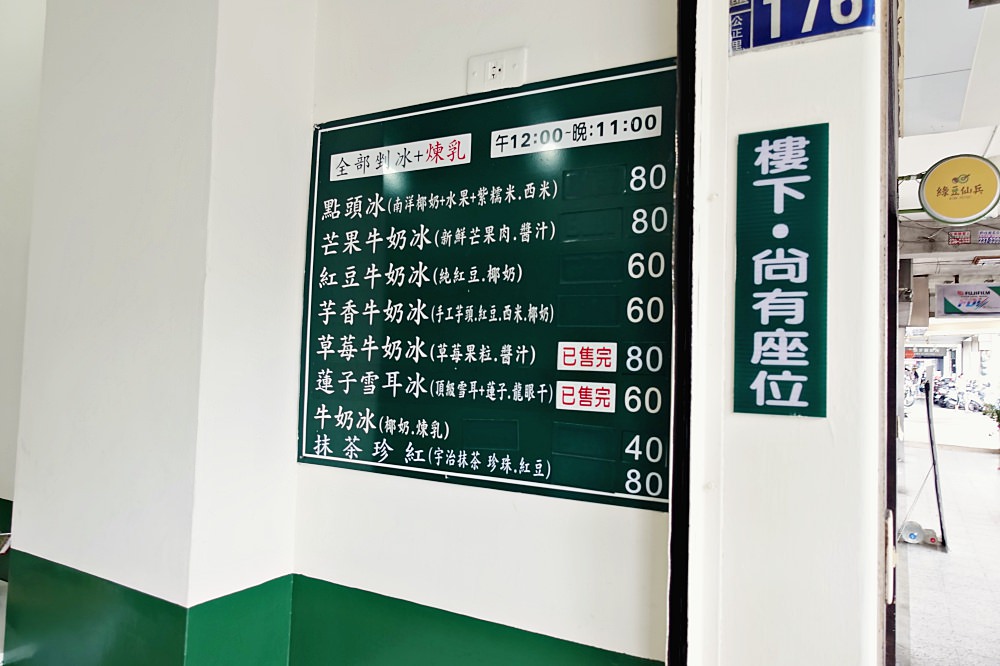 全部剉冰+煉乳
午12:00~晚:11:00
點頭冰(南洋椰奶+水果+紫糯米.西米) 80
芒果牛奶冰(新鮮芒果肉.醬汁) 80
紅豆牛奶冰(純紅豆.椰奶) 60
芋香牛奶冰(手工芋頭.紅豆.西米.椰奶) 60
草莓牛奶冰(草莓果粒.醬汁) 已售完 80
蓮子雪耳冰(頂級雪耳+蓮子.龍眼干) 已售完 60
牛奶冰(椰奶.煉乳) 40
抹茶珍紅(宇治抹茶 珍珠.紅豆) 80
公正里
176
樓下•尚有座位
綠豆仙兵
FUJIFILM